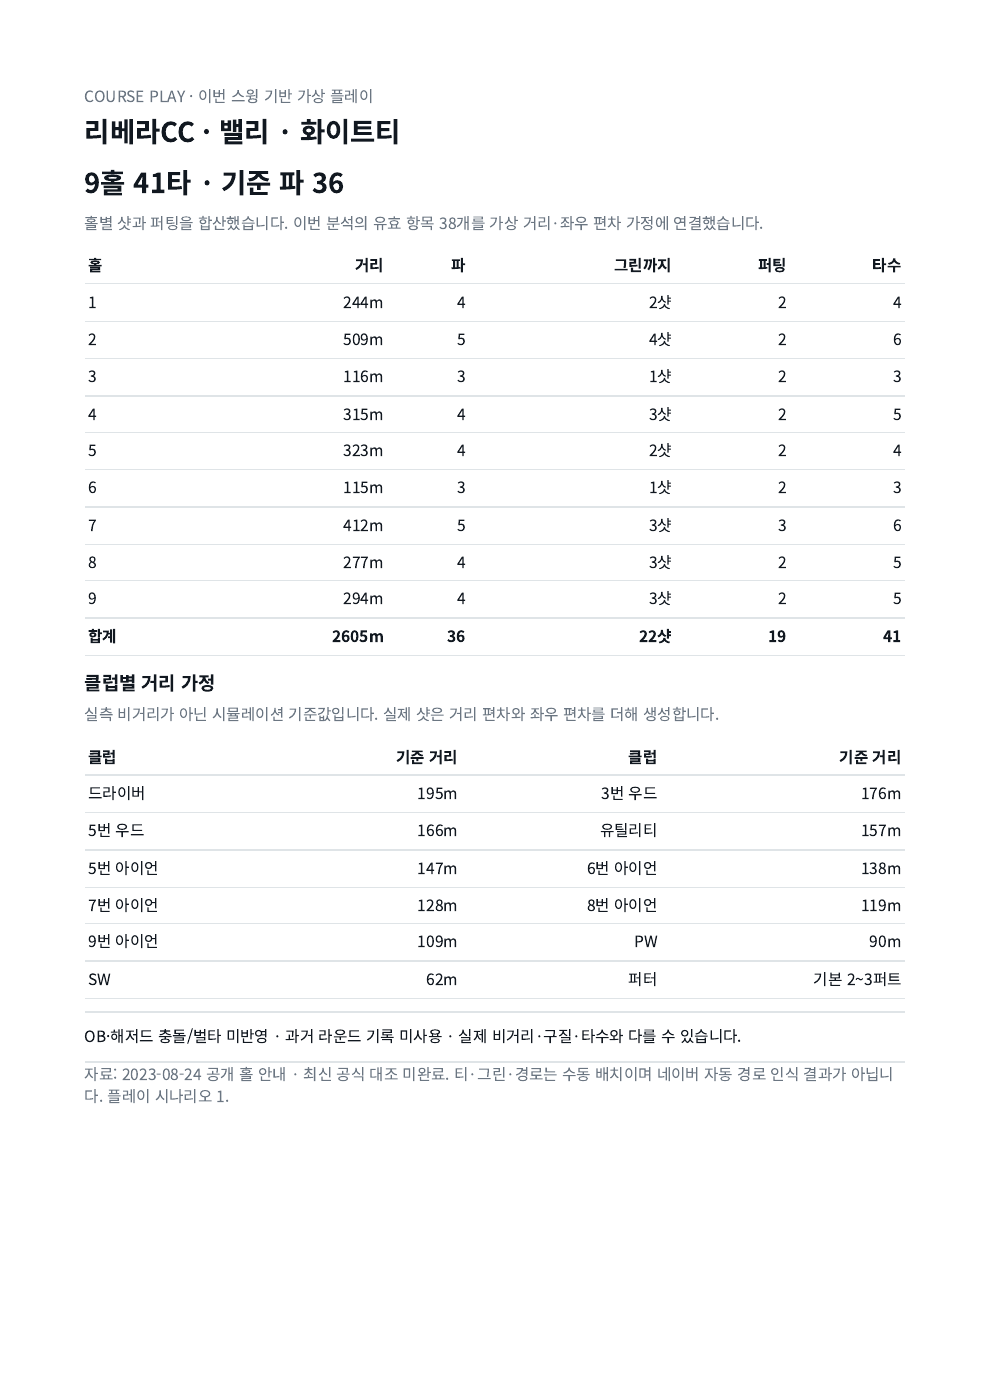 COURSE PLAY · 이번 스윙 기반 가상 플레이
리베라CC · 밸리 · 화이트티
9홀 41타 · 기준 파 36
홀별 샷과 퍼팅을 합산했습니다. 이번 분석의 유효 항목 38개를 가상 거리·좌우 편차 가정에 연결했습니다.
홀 거리 파 그린까지 퍼팅 타수
1 244m 4 2샷 2 4
2 509m 5 4샷 2 6
3 116m 3 1샷 2 3
4 315m 4 3샷 2 5
5 323m 4 2샷 2 4
6 115m 3 1샷 2 3
7 412m 5 3샷 3 6
8 277m 4 3샷 2 5
9 294m 4 3샷 2 5
합계 2605m 36 22샷 19 41
클럽별 거리 가정
실측 비거리가 아닌 시뮬레이션 기준값입니다. 실제 샷은 거리 편차와 좌우 편차를 더해 생성합니다.
클럽 기준 거리 클럽 기준 거리
드라이버 195m 3번 우드 176m
5번 우드 166m 유틸리티 157m
5번 아이언 147m 6번 아이언 138m
7번 아이언 128m 8번 아이언 119m
9번 아이언 109m PW 90m
SW 62m 퍼터 기본 2~3퍼트
OB·해저드 충돌/벌타 미반영 · 과거 라운드 기록 미사용 · 실제 비거리·구질·타수와 다를 수 있습니다.
자료: 2023-08-24 공개 홀 안내 · 최신 공식 대조 미완료. 티·그린·경로는 수동 배치이며 네이버 자동 경로 인식 결과가 아닙니
다. 플레이 시나리오 1.